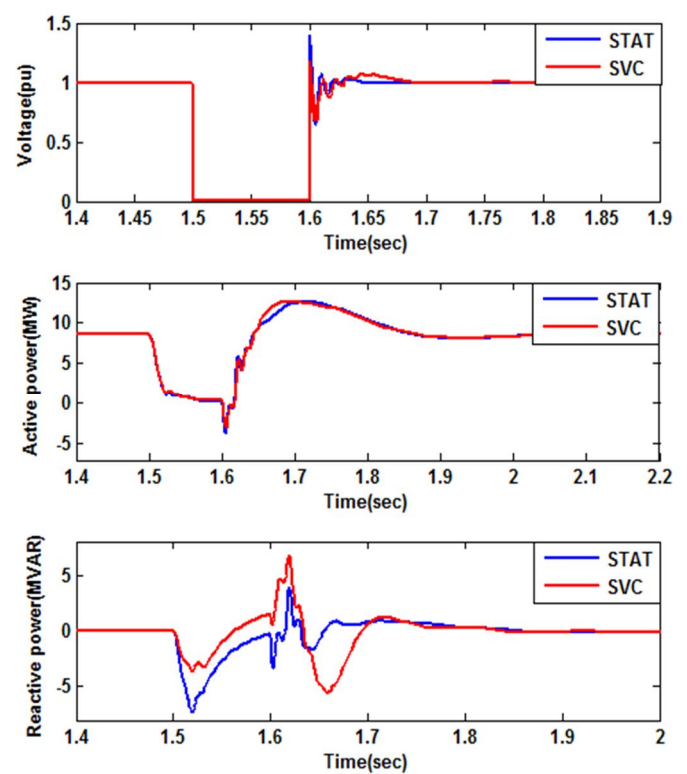 1.5
1
0.5
0
Voltage(pu)
STAT
SVC
1.4 1.45 1.5 1.55 1.6 1.65 1.7 1.75 1.8 1.85 1.9
Time(sec)
15
10
5
0
-5
Active power(MW)
STAT
SVC
1.4 1.5 1.6 1.7 1.8 1.9 2 2.1 2.2
Time(sec)
5
0
-5
Reactive power(MVAR)
STAT
SVC
1.4 1.5 1.6 1.7 1.8 1.9 2
Time(sec)